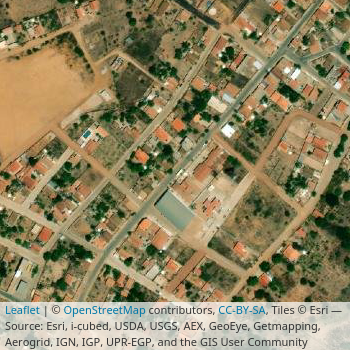 Leaflet | © OpenStreetMap contributors, CC-BY-SA, Tiles © Esri —
Source: Esri, i-cubed, USDA, USGS, AEX, GeoEye, Getmapping,
Aerogrid, IGN, IGP, UPR-EGP, and the GIS User Community